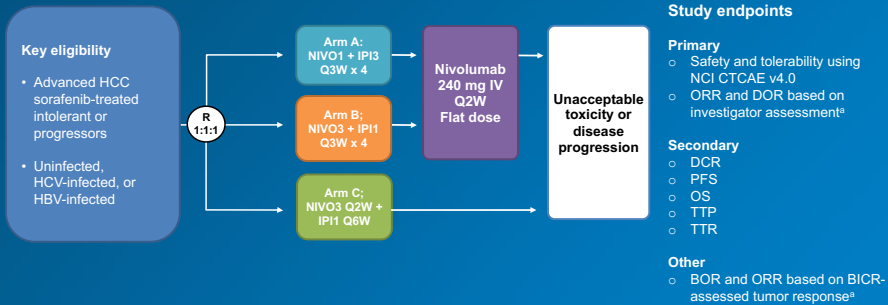 Key eligibility
• Advanced HCC
sorafenib-treated
intolerant or
progressors
• Uninfected,
HCV-infected, or
HBV-infected
R
1:1:1
Arm A:
NIVO1 + IPI3
Q3W x 4
Arm B;
NIVO3 + IPI1
Q3W x 4
Arm C;
NIVO3 Q2W +
IPI1 Q6W
Nivolumab
240 mg IV
Q2W
Flat dose
Unacceptable
toxicity or
disease
progression
Study endpoints
Primary
○ Safety and tolerability using
NCI CTCAE v4.0
○ ORR and DOR based on
investigator assessmentᵃ
Secondary
○ DCR
○ PFS
○ OS
○ TTP
○ TTR
Other
○ BOR and ORR based on BICR-
assessed tumor responseᵃ